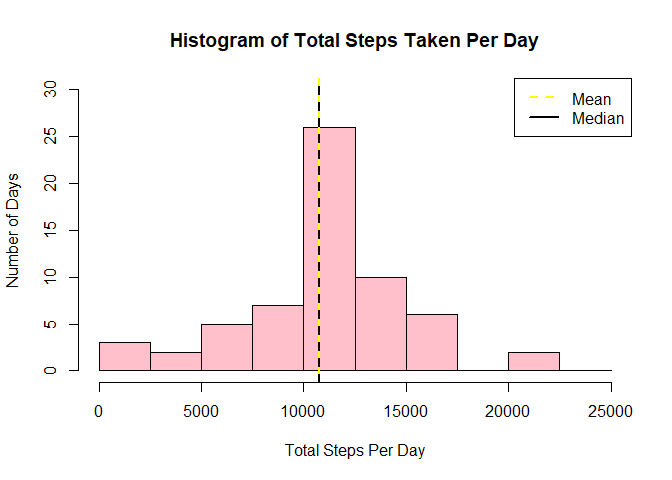 Histogram of Total Steps Taken Per Day
Mean
Median
Number of Days
30
25
20
15
10
5
0
0 5000 10000 15000 20000 25000
Total Steps Per Day